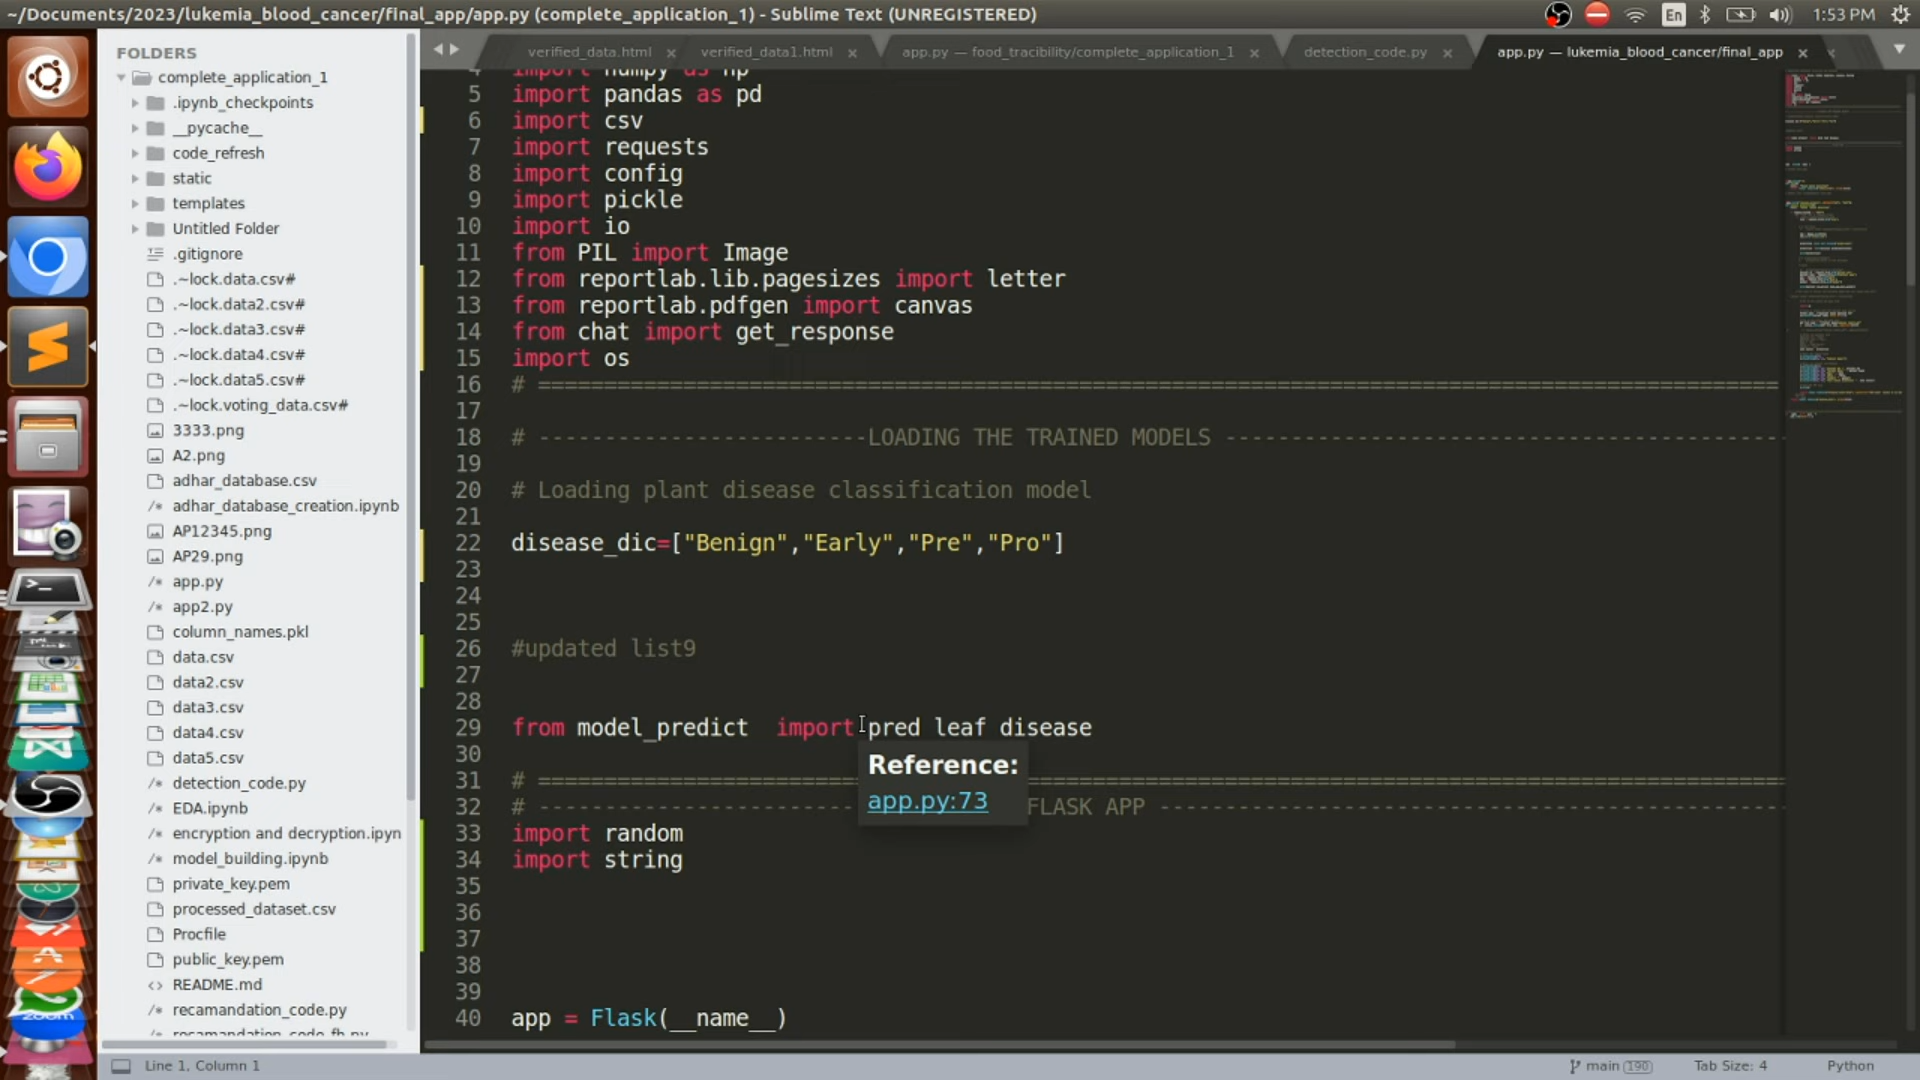 ~/Documents/2023/lukemia_blood_cancer/final_app/app.py (complete_application_1) - Sublime Text (UNREGISTERED)
En
1:53 PM
FOLDERS
complete_application_1
.ipynb_checkpoints
__pycache__
code_refresh
static
templates
Untitled Folder
.gitignore
.~lock.data.csv#
.~lock.data2.csv#
.~lock.data3.csv#
.~lock.data4.csv#
.~lock.data5.csv#
.~lock.voting_data.csv#
3333.png
A2.png
adhar_database.csv
adhar_database_creation.ipynb
AP12345.png
AP29.png
app.py
app2.py
column_names.pkl
data.csv
data2.csv
data3.csv
data4.csv
data5.csv
detection_code.py
EDA.ipynb
encryption and decryption.ipyn
model_building.ipynb
private_key.pem
processed_dataset.csv
Procfile
public_key.pem
README.md
recamandation_code.py
recamandation_code_fb.py
zoom
verified_data.html
verified_data1.html
app.py — food_tracibility/complete_application_1
detection_code.py
app.py — lukemia_blood_cancer/final_app
4 import numpy as np
5 import pandas as pd
6 import csv
7 import requests
8 import config
9 import pickle
10 import io
11 from PIL import Image
12 from reportlab.lib.pagesizes import letter
13 from reportlab.pdfgen import canvas
14 from chat import get_response
15 import os
16 # ==============================================================================================
17
18 # -------------------------LOADING THE TRAINED MODELS -------------------------------------------
19
20 # Loading plant disease classification model
21
22 disease_dic=["Benign","Early","Pre","Pro"]
23
24
25
26 #updated list9
27
28
29 from model_predict  import pred leaf disease
30
31 # ==============================================================================================
32 # ------------------------ FLASK APP ------------------------------------------------
33 import random
34 import string
35
36
37
38
39
40 app = Flask(__name__)
Reference:
app.py:73
Line 1, Column 1
main 190
Tab Size: 4
Python